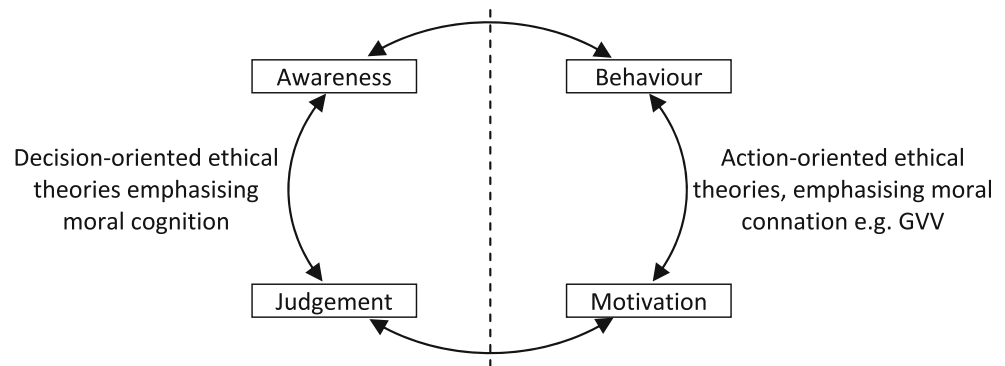 Awareness
Behaviour
Decision-oriented ethical
theories emphasising
moral cognition
Action-oriented ethical
theories, emphasising moral
connation e.g. GVV
Judgement
Motivation